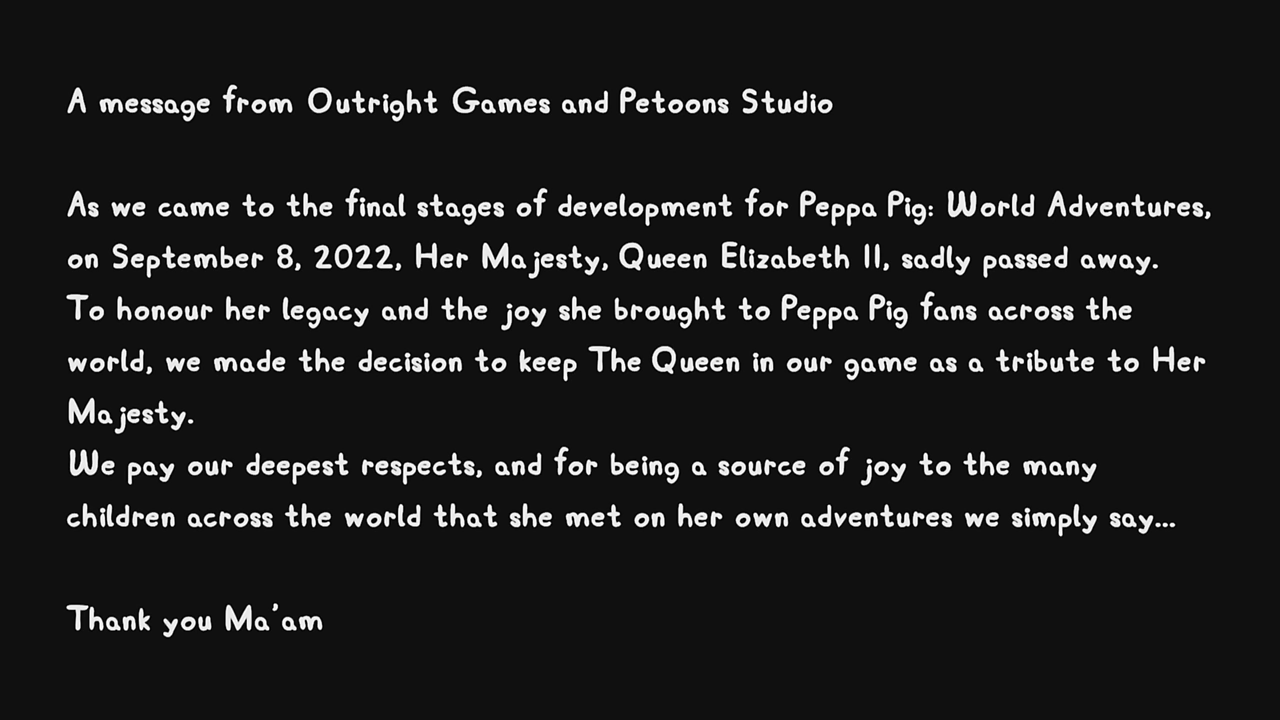 A message from Outright Games and Petoons Studio
As we came to the final stages of development for Peppa Pig: World Adventures,
on September 8, 2022, Her Majesty, Queen Elizabeth II, sadly passed away.
To honour her legacy and the joy she brought to Peppa Pig fans across the
world, we made the decision to keep The Queen in our game as a tribute to Her
Majesty.
We pay our deepest respects, and for being a source of joy to the many
children across the world that she met on her own adventures we simply say...
Thank you Ma'am